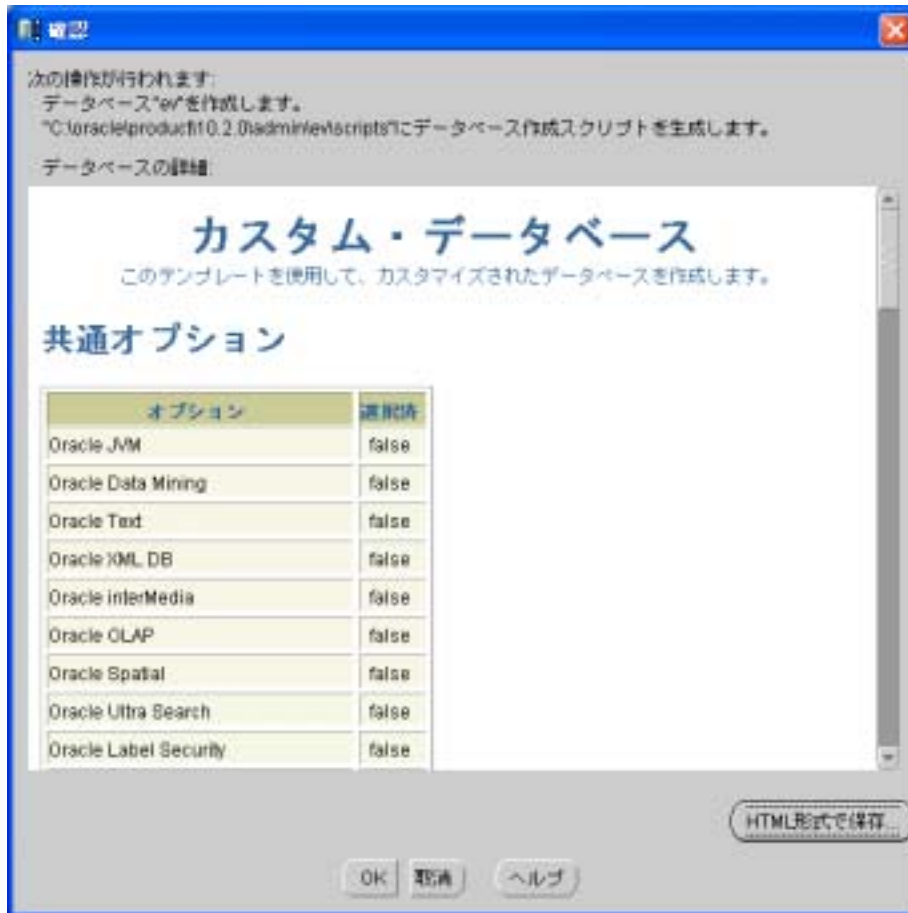 確認
次の操作が行われます:
データベース"ev"を作成します。
"C:\oracle\product\10.2.0\admin\ev\scripts"にデータベース作成スクリプトを生成します。
データベースの詳細:
カスタム・データベース
このテンプレートを使用して、カスタマイズされたデータベースを作成します。
共通オプション
オプション 選択済
Oracle JVM false
Oracle Data Mining false
Oracle Text false
Oracle XML DB false
Oracle interMedia false
Oracle OLAP false
Oracle Spatial false
Oracle Ultra Search false
Oracle Label Security false
HTML形式で保存...
OK 取消 ヘルプ